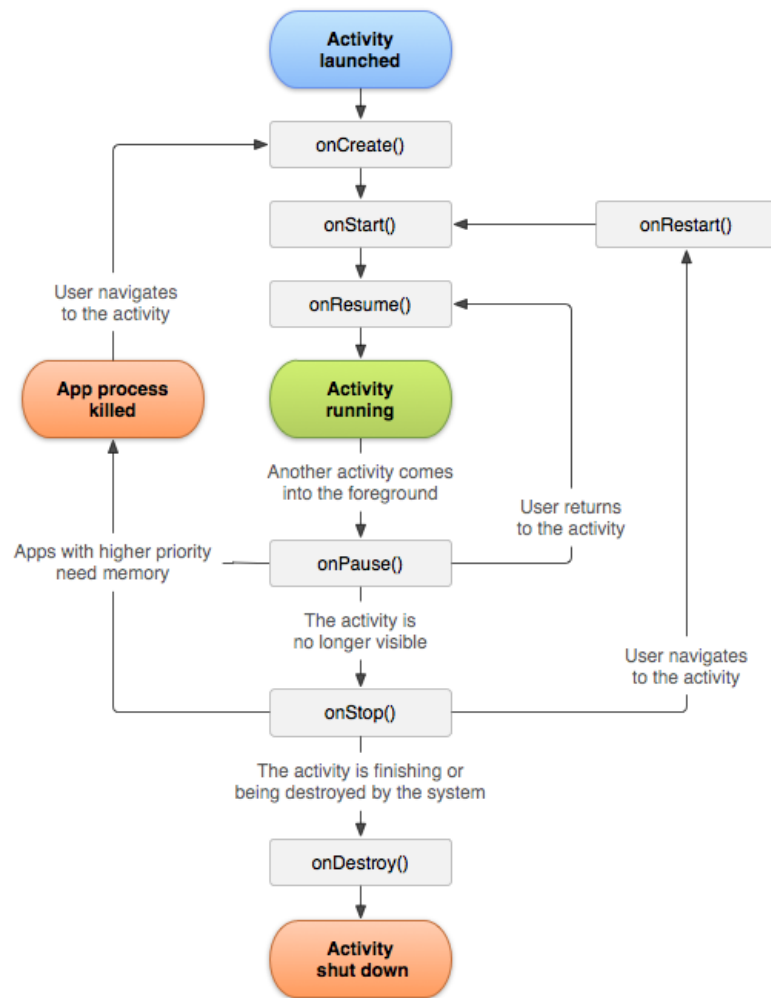 Activity
launched
onCreate()
onStart()
onRestart()
User navigates
to the activity
onResume()
App process
killed
Activity
running
Another activity comes
into the foreground
User returns
to the activity
Apps with higher priority
need memory
onPause()
The activity is
no longer visible
User navigates
to the activity
onStop()
The activity is finishing or
being destroyed by the system
onDestroy()
Activity
shut down